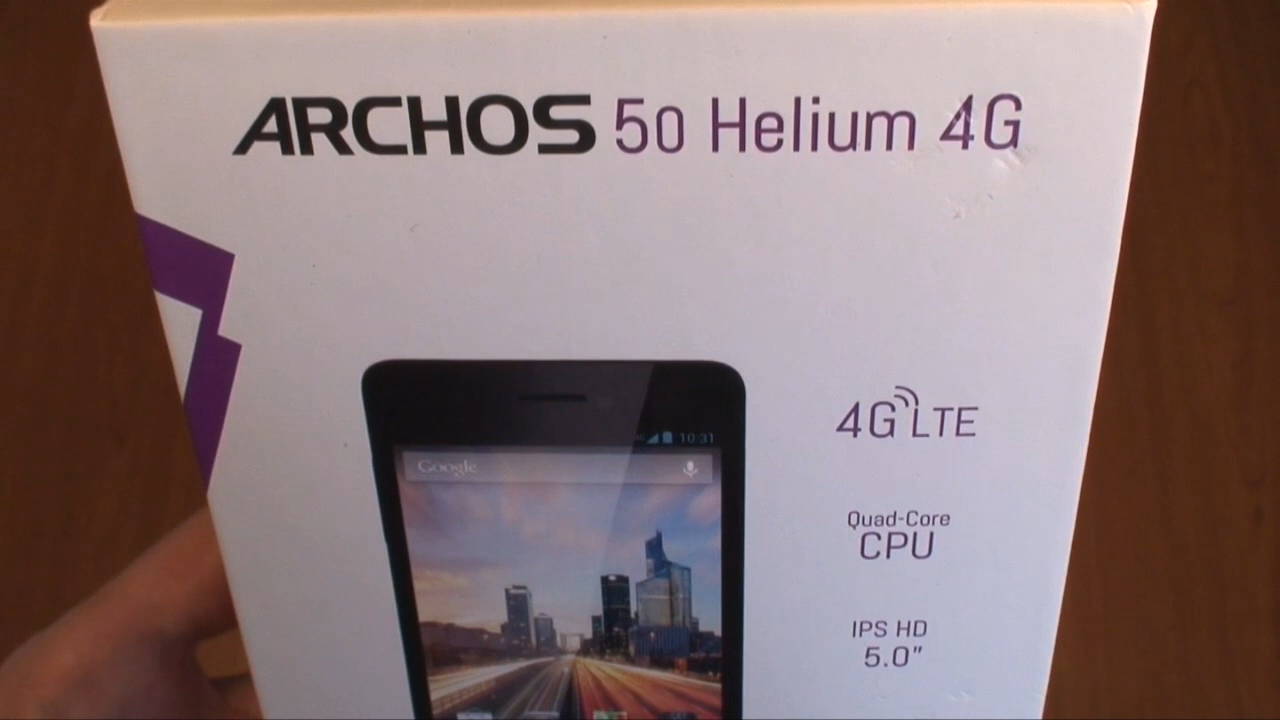 ARCHOS 50 Helium 4G
4G LTE
10:31
Google
Quad-Core
CPU
IPS HD
5.0"